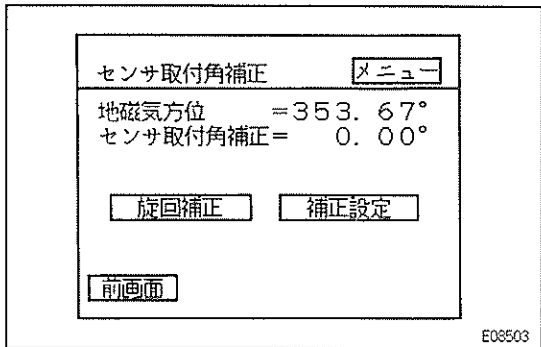 センサ取付角補正 メニュー
地磁気方位 =353. 67°
センサ取付角補正= 0. 00°
旋回補正 補正設定
前画面
E08503